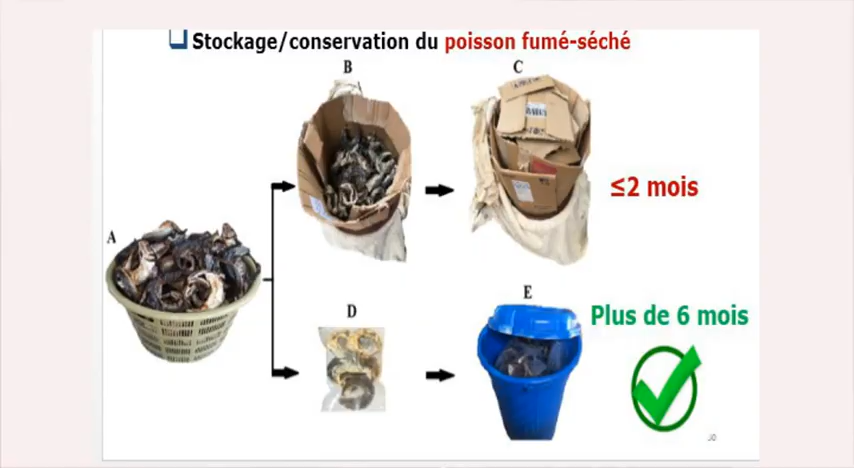 Stockage/conservation du poisson fumé-séché
B
C
≤2 mois
A
D
E
Plus de 6 mois